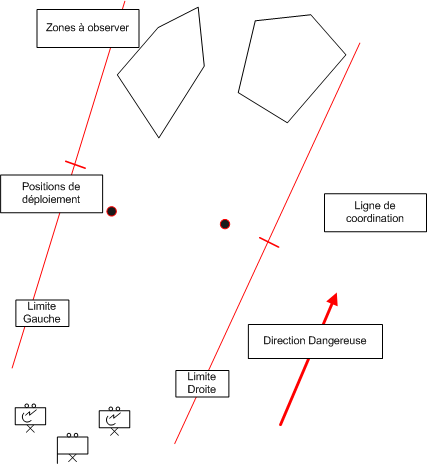 Zones à observer
Positions de
déploiement
Ligne de
coordination
Limite
Gauche
Direction Dangereuse
Limite
Droite